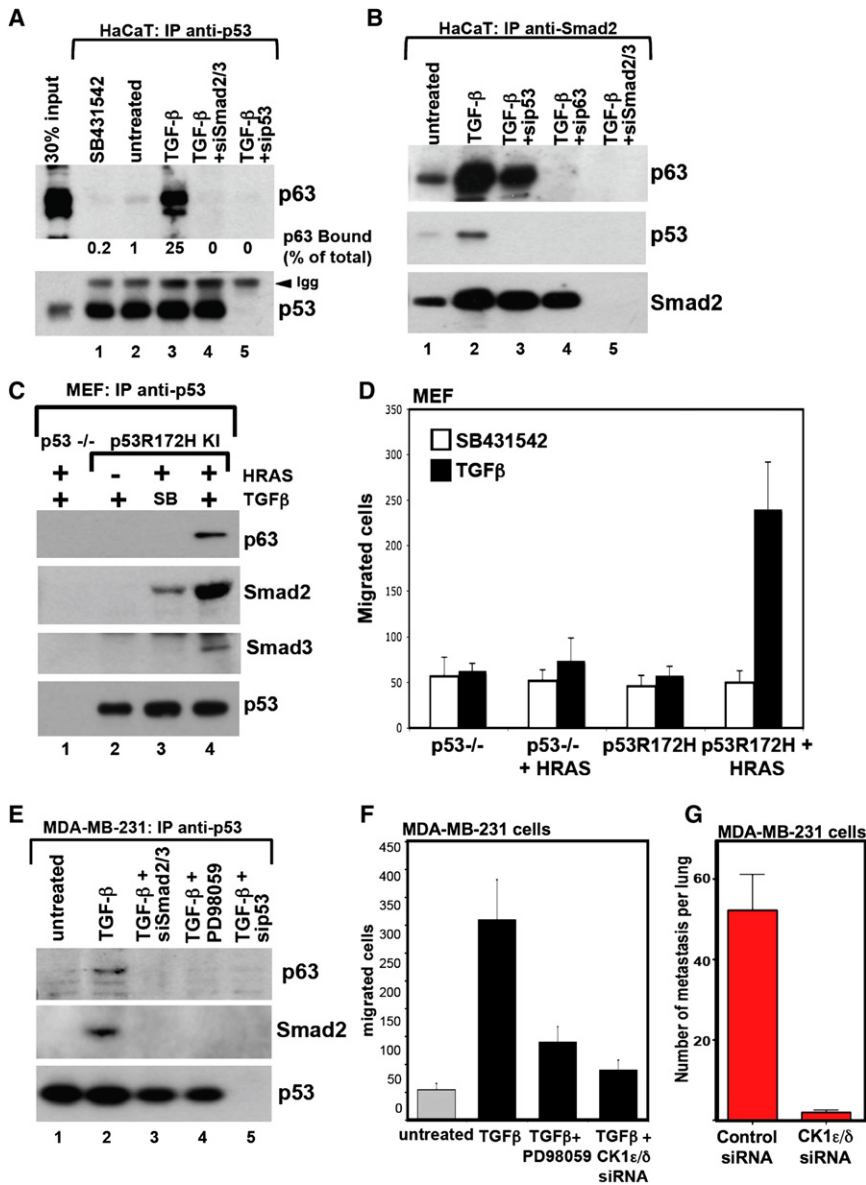 A
HaCaT: IP anti-p53
30% input
SB431542
untreated
TGF-β
TGF-β +siSmad2/3
TGF-β +sip53
p63
0.2 1 25 0 0
p63 Bound
(% of total)
Igg
p53
1 2 3 4 5
B
HaCaT: IP anti-Smad2
untreated
TGF-β
TGF-β +sip53
TGF-β +sip63
TGF-β +siSmad2/3
p63
p53
Smad2
1 2 3 4 5
C
MEF: IP anti-p53
p53 -/- p53R172H KI
+ - + + HRAS
+ + SB + TGFβ
p63
Smad2
Smad3
p53
1 2 3 4
D
MEF
SB431542
TGFβ
Migrated cells
350
300
250
200
150
100
50
0
p53-/-
p53-/- + HRAS
p53R172H
p53R172H + HRAS
E
MDA-MB-231: IP anti-p53
untreated
TGF-β
TGF-β + siSmad2/3
TGF-β + PD98059
TGF-β + sip53
p63
Smad2
p53
1 2 3 4 5
F
MDA-MB-231 cells
migrated cells
450
400
350
300
250
200
150
100
50
0
untreated
TGFβ
TGFβ+ PD98059
TGFβ + CK1ε/δ siRNA
G
MDA-MB-231 cells
Number of metastasis per lung
60
40
20
Control siRNA
CK1ε/δ siRNA